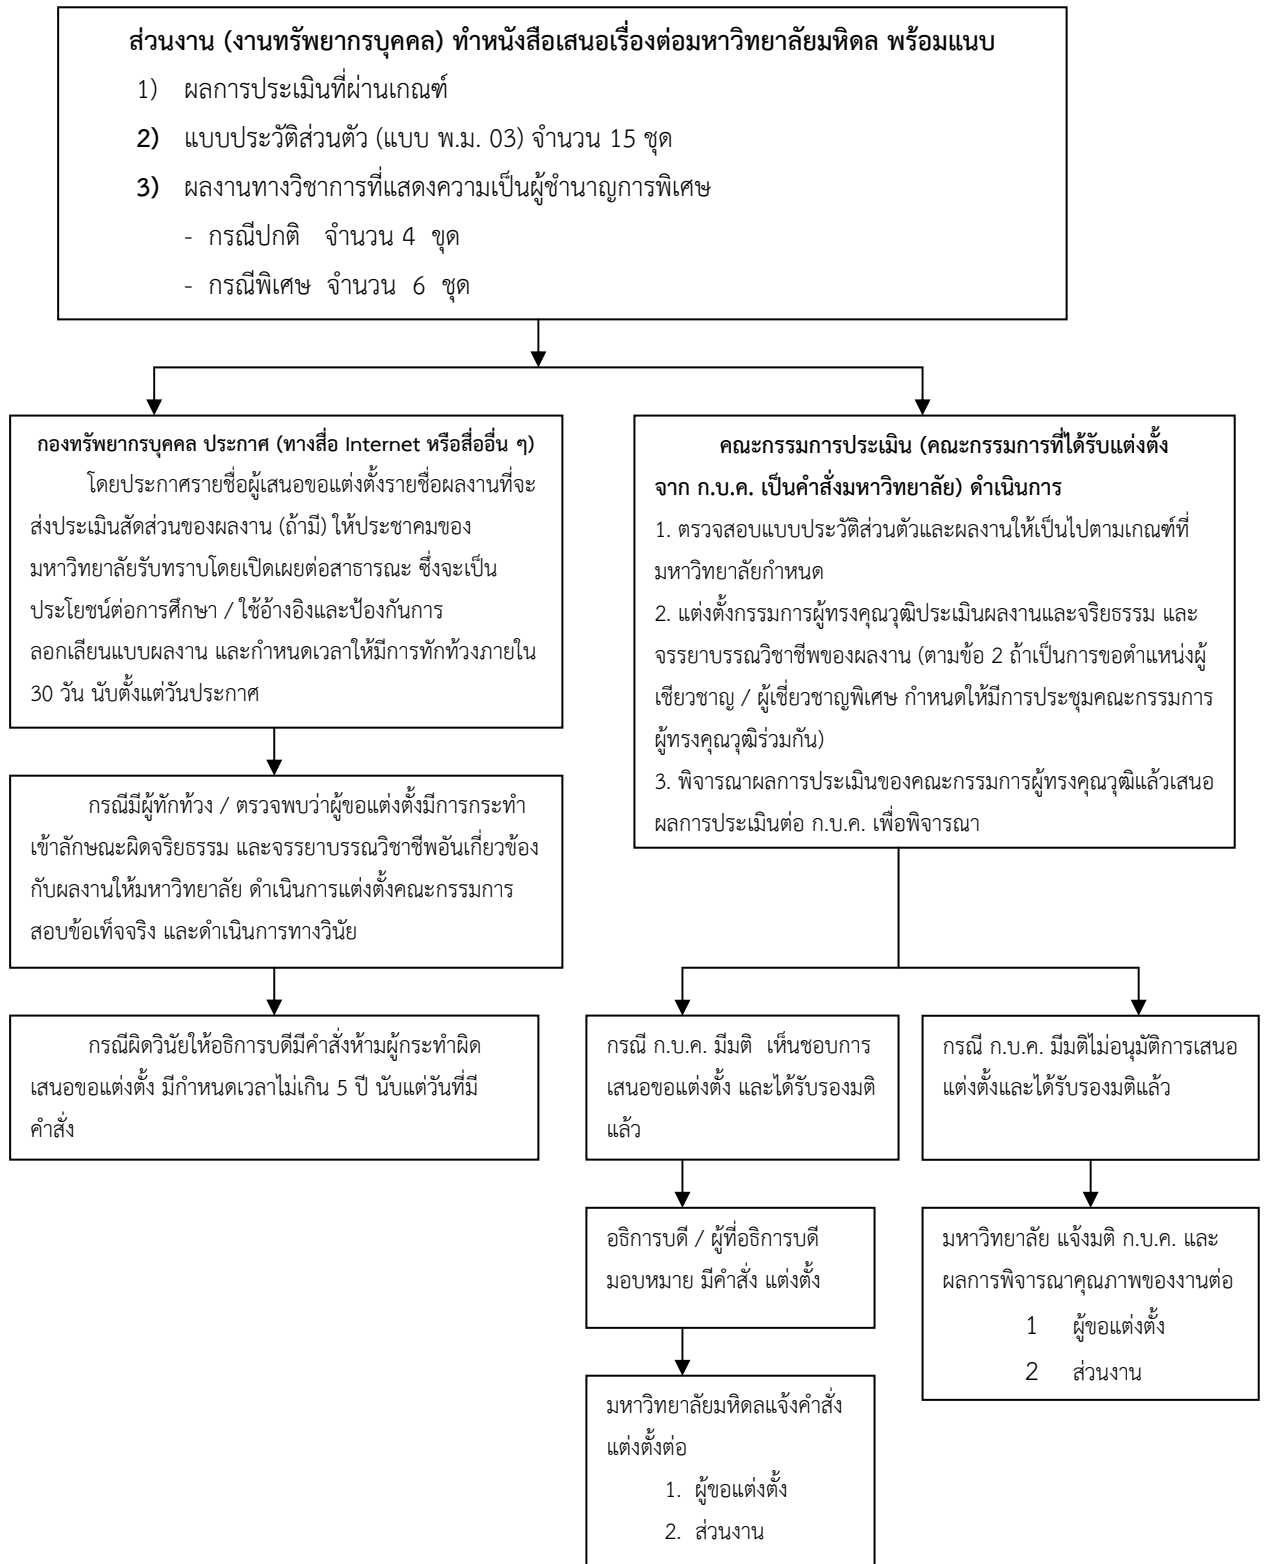 ส่วนงาน (งานทรัพยากรบุคคล) ทำหนังสือเสนอเรื่องต่อมหาวิทยาลัยมหิดล พร้อมแนบ
1) ผลการประเมินที่ผ่านเกณฑ์
2) แบบประวัติส่วนตัว (แบบ พ.ม. 03) จำนวน 15 ชุด
3) ผลงานทางวิชาการที่แสดงความเป็นผู้ชำนาญการพิเศษ
- กรณีปกติ จำนวน 4 ขุด
- กรณีพิเศษ จำนวน 6 ชุด
กองทรัพยากรบุคคล ประกาศ (ทางสื่อ Internet หรือสื่ออื่น ๆ)
โดยประกาศรายชื่อผู้เสนอขอแต่งตั้งรายชื่อผลงานที่จะ
ส่งประเมินสัดส่วนของผลงาน (ถ้ามี) ให้ประชาคมของ
มหาวิทยาลัยรับทราบโดยเปิดเผยต่อสาธารณะ ซึ่งจะเป็น
ประโยชน์ต่อการศึกษา / ใช้อ้างอิงและป้องกันการ
ลอกเลียนแบบผลงาน และกำหนดเวลาให้มีการทักท้วงภายใน
30 วัน นับตั้งแต่วันประกาศ
กรณีมีผู้ทักท้วง / ตรวจพบว่าผู้ขอแต่งตั้งมีการกระทำ
เข้าลักษณะผิดจริยธรรม และจรรยาบรรณวิชาชีพอันเกี่ยวข้อง
กับผลงานให้มหาวิทยาลัย ดำเนินการแต่งตั้งคณะกรรมการ
สอบข้อเท็จจริง และดำเนินการทางวินัย
กรณีผิดวินัยให้อธิการบดีมีคำสั่งห้ามผู้กระทำผิด
เสนอขอแต่งตั้ง มีกำหนดเวลาไม่เกิน 5 ปี นับแต่วันที่มี
คำสั่ง
คณะกรรมการประเมิน (คณะกรรมการที่ได้รับแต่งตั้ง
จาก ก.บ.ค. เป็นคำสั่งมหาวิทยาลัย) ดำเนินการ
1. ตรวจสอบแบบประวัติส่วนตัวและผลงานให้เป็นไปตามเกณฑ์ที่
มหาวิทยาลัยกำหนด
2. แต่งตั้งกรรมการผู้ทรงคุณวุฒิประเมินผลงานและจริยธรรม และ
จรรยาบรรณวิชาชีพของผลงาน (ตามข้อ 2 ถ้าเป็นการขอตำแหน่งผู้
เชียวชาญ / ผู้เชี่ยวชาญพิเศษ กำหนดให้มีการประชุมคณะกรรมการ
ผู้ทรงคุณวุฒิร่วมกัน)
3. พิจารณาผลการประเมินของคณะกรรมการผู้ทรงคุณวุฒิแล้วเสนอ
ผลการประเมินต่อ ก.บ.ค. เพื่อพิจารณา
กรณี ก.บ.ค. มีมติ เห็นชอบการ
เสนอขอแต่งตั้ง และได้รับรองมติ
แล้ว
อธิการบดี / ผู้ที่อธิการบดี
มอบหมาย มีคำสั่ง แต่งตั้ง
มหาวิทยาลัยมหิดลแจ้งคำสั่ง
แต่งตั้งต่อ
1. ผู้ขอแต่งตั้ง
2. ส่วนงาน
กรณี ก.บ.ค. มีมติไม่อนุมัติการเสนอ
แต่งตั้งและได้รับรองมติแล้ว
มหาวิทยาลัย แจ้งมติ ก.บ.ค. และ
ผลการพิจารณาคุณภาพของงานต่อ
1 ผู้ขอแต่งตั้ง
2 ส่วนงาน